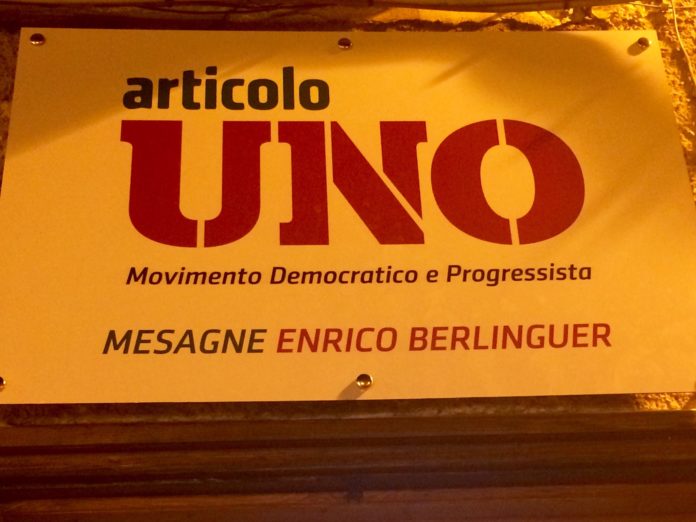 articolo
UNO
Movimento Democratico e Progressista
MESAGNE ENRICO BERLINGUER